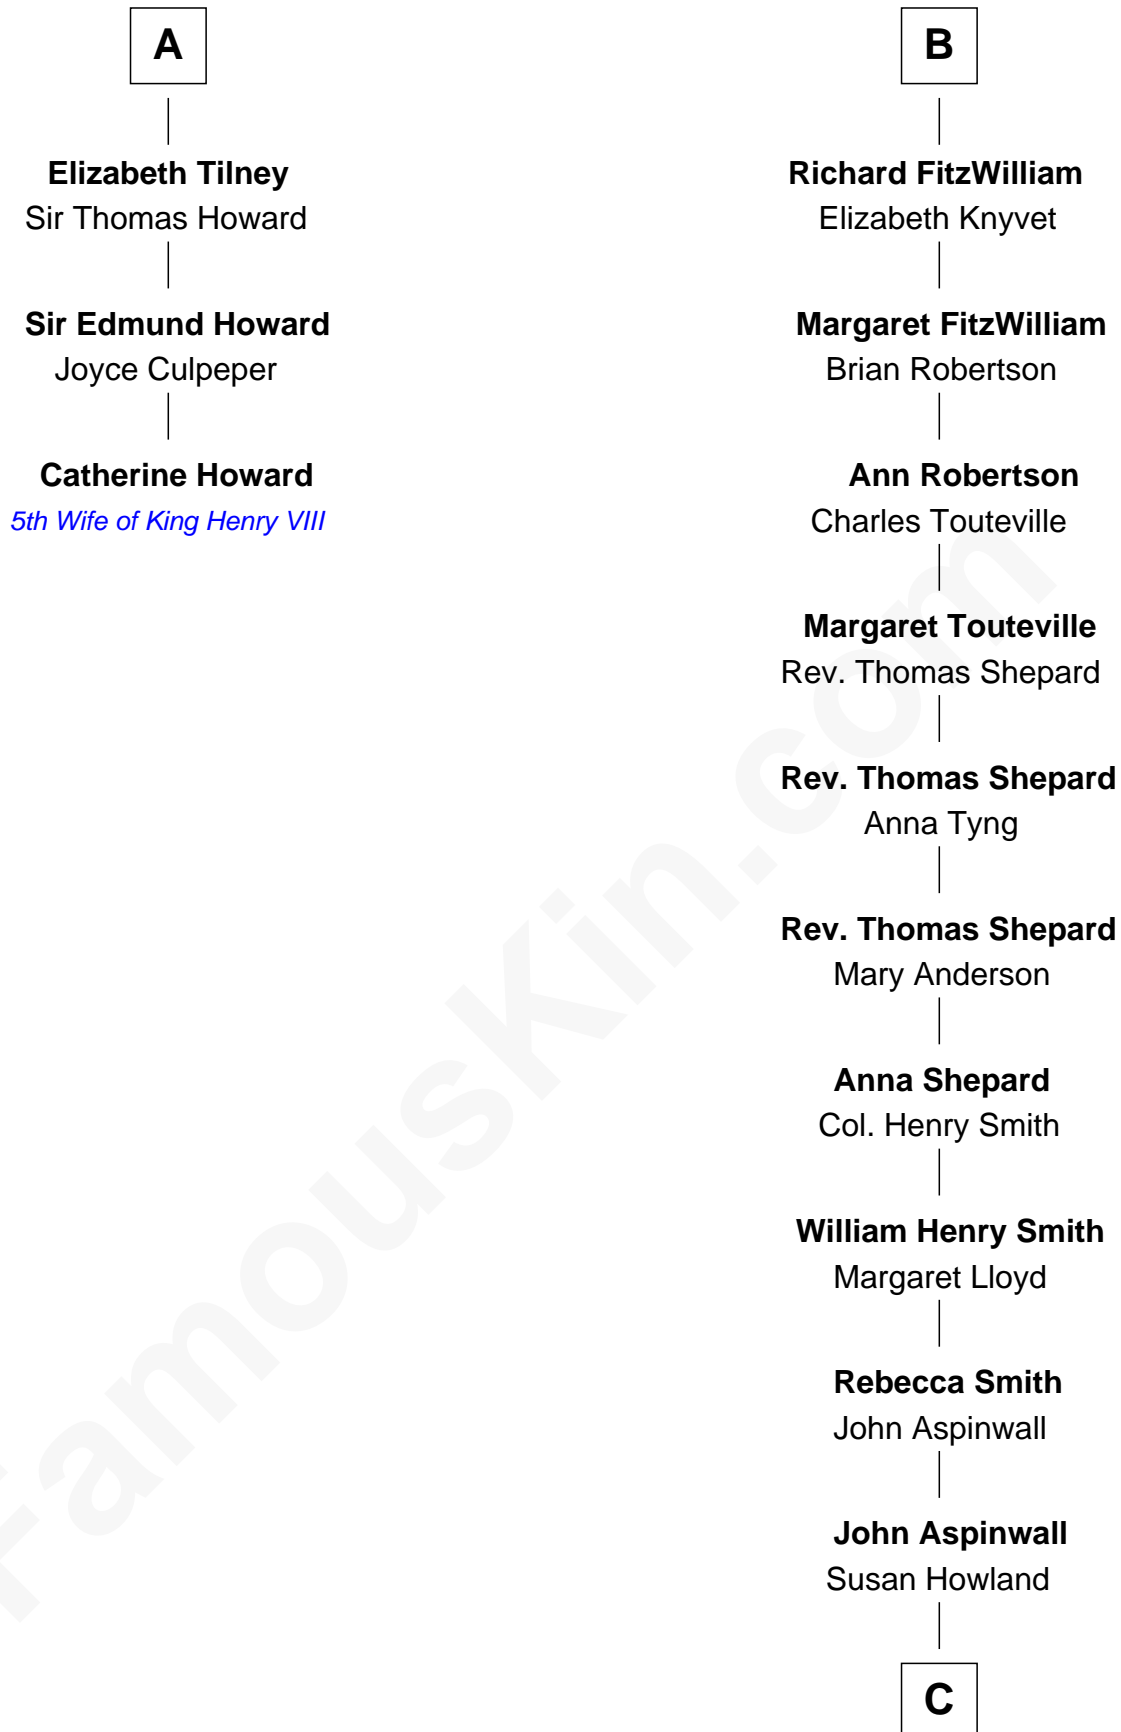 A
Elizabeth Tilney
Sir Thomas Howard
Sir Edmund Howard
Joyce Culpeper
Catherine Howard
5th Wife of King Henry VIII
B
Richard FitzWilliam
Elizabeth Knyvet
Margaret FitzWilliam
Brian Robertson
Ann Robertson
Charles Touteville
Margaret Touteville
Rev. Thomas Shepard
Rev. Thomas Shepard
Anna Tyng
Rev. Thomas Shepard
Mary Anderson
Anna Shepard
Col. Henry Smith
William Henry Smith
Margaret Lloyd
Rebecca Smith
John Aspinwall
John Aspinwall
Susan Howland
C
FamousKin.com